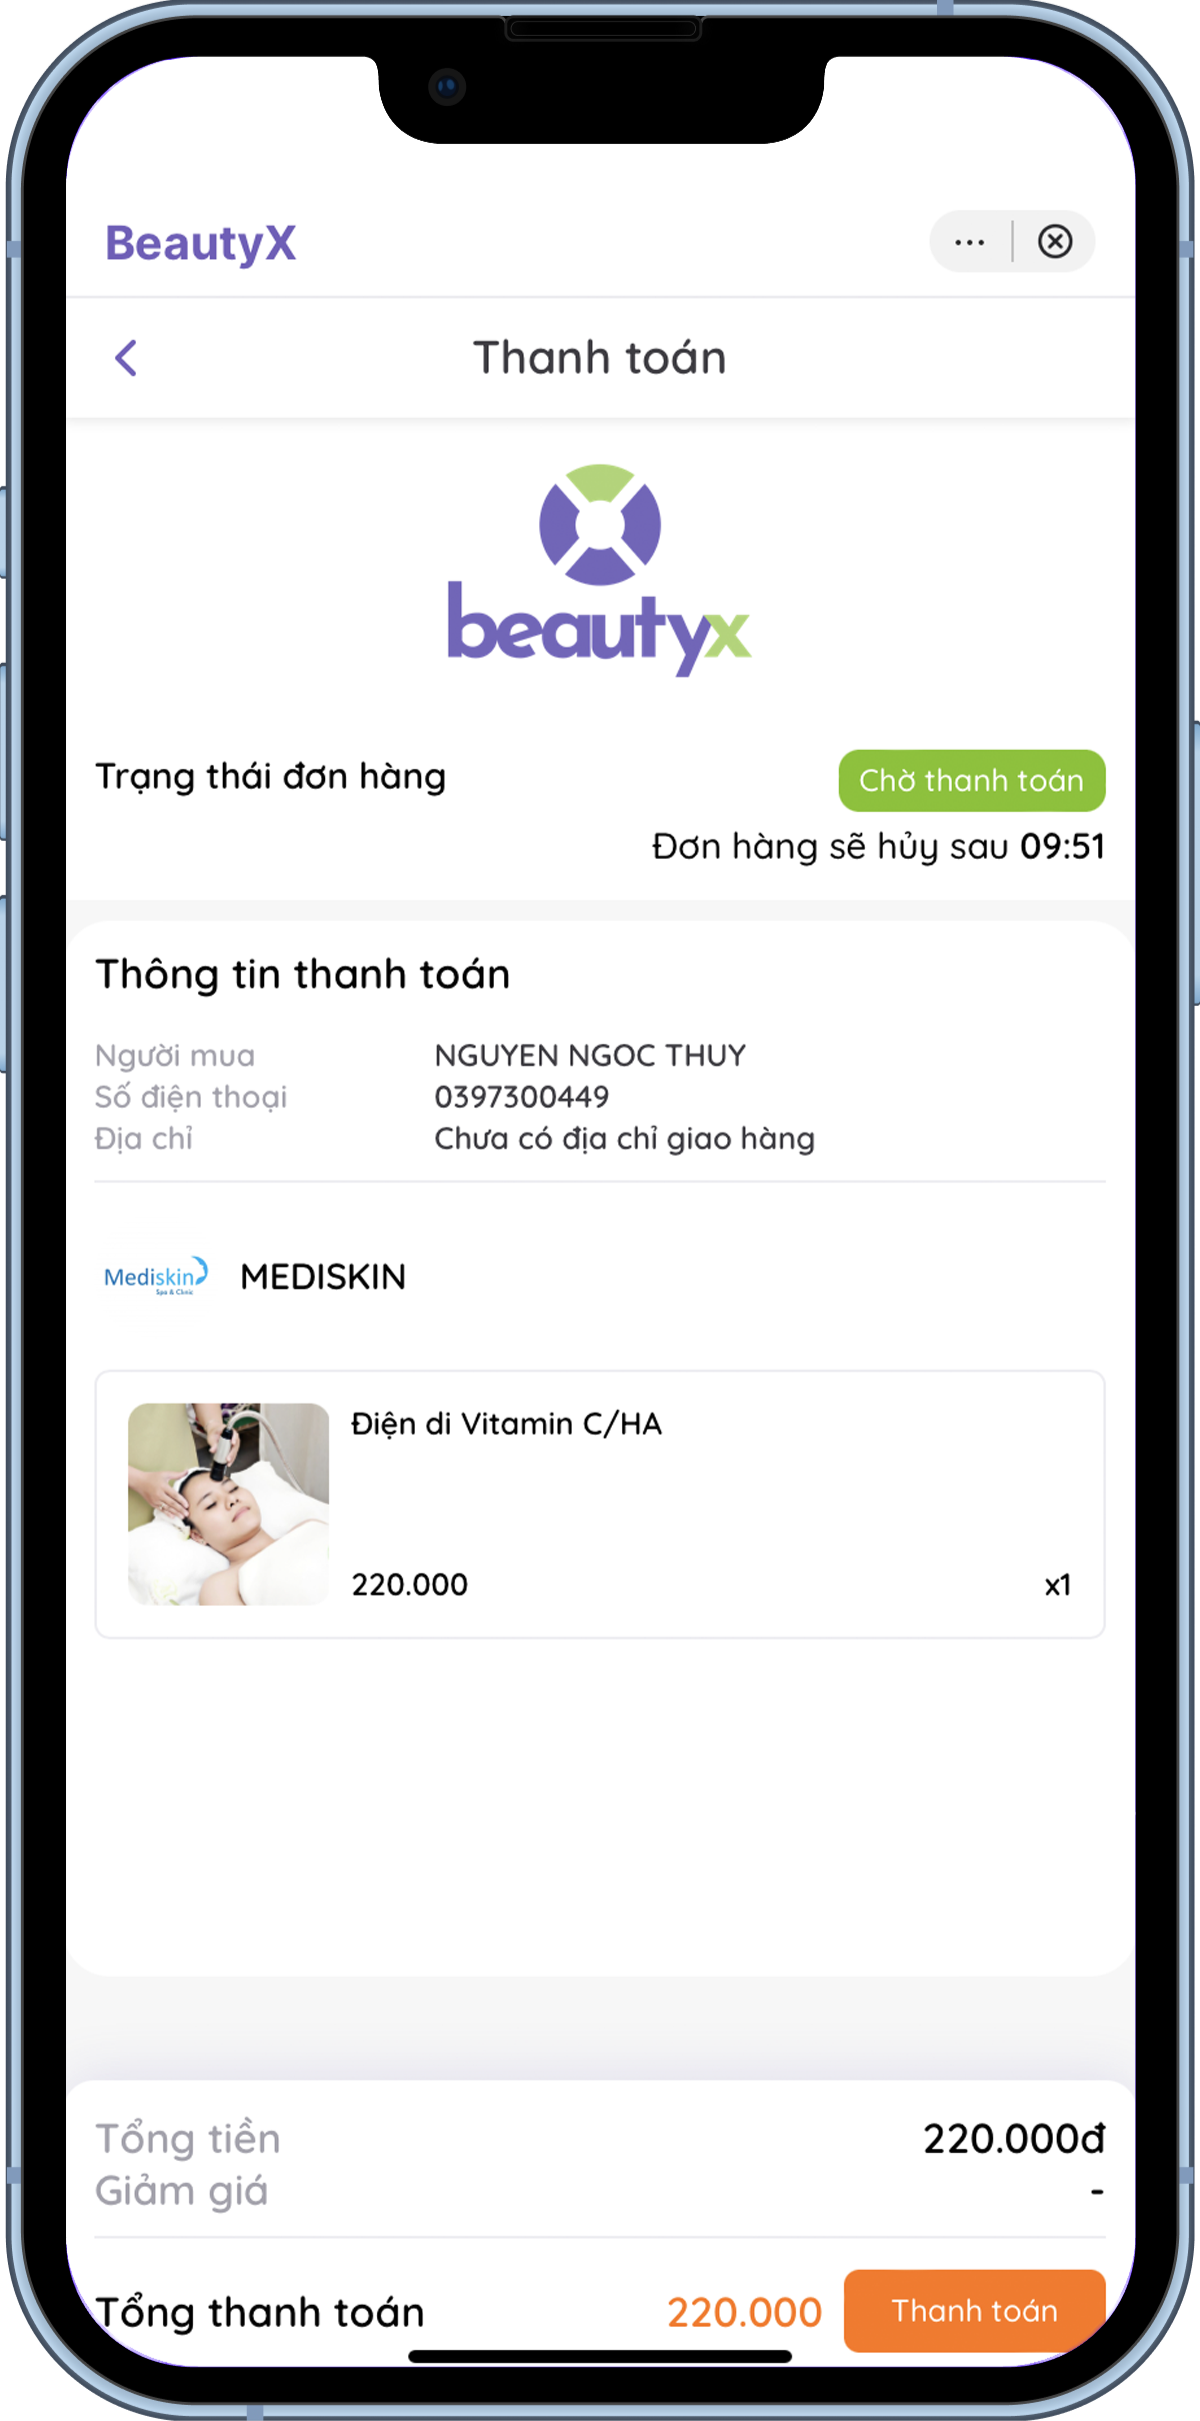 BeautyX
Thanh toán
beautyx
Trạng thái đơn hàng
Chờ thanh toán
Đơn hàng sẽ hủy sau 09:51
Thông tin thanh toán
Người mua NGUYEN NGOC THUY
Số điện thoại 0397300449
Địa chỉ Chưa có địa chỉ giao hàng
Mediskin
Spa & Clinic
MEDISKIN
Điện di Vitamin C/HA
220.000 x1
Tổng tiền 220.000đ
Giảm giá -
Tổng thanh toán 220.000 Thanh toán